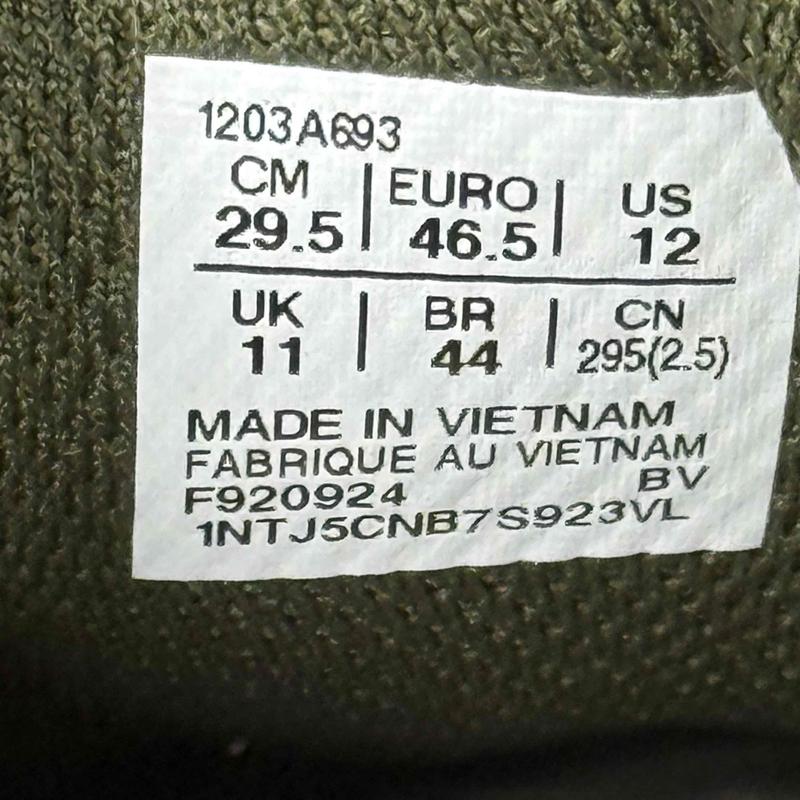 1203A693
CM | EURO | US
29.5 | 46.5 | 12
UK | BR | CN
11 | 44 | 295(2.5)
MADE IN VIETNAM
FABRIQUE AU VIETNAM
F920924 BV
1NTJ5CNB7S923VL